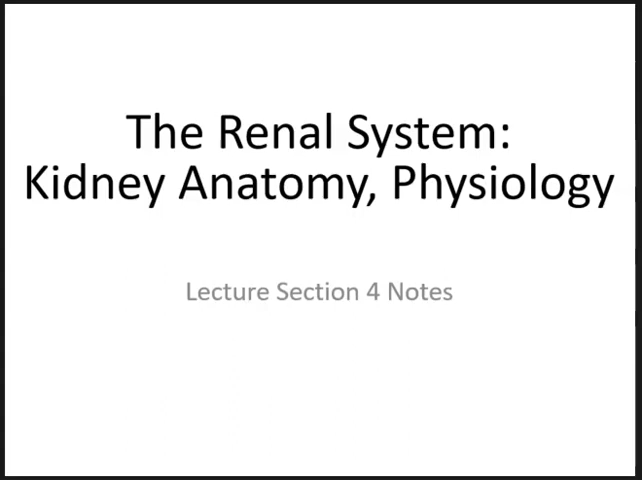 The Renal System:
Kidney Anatomy, Physiology
Lecture Section 4 Notes